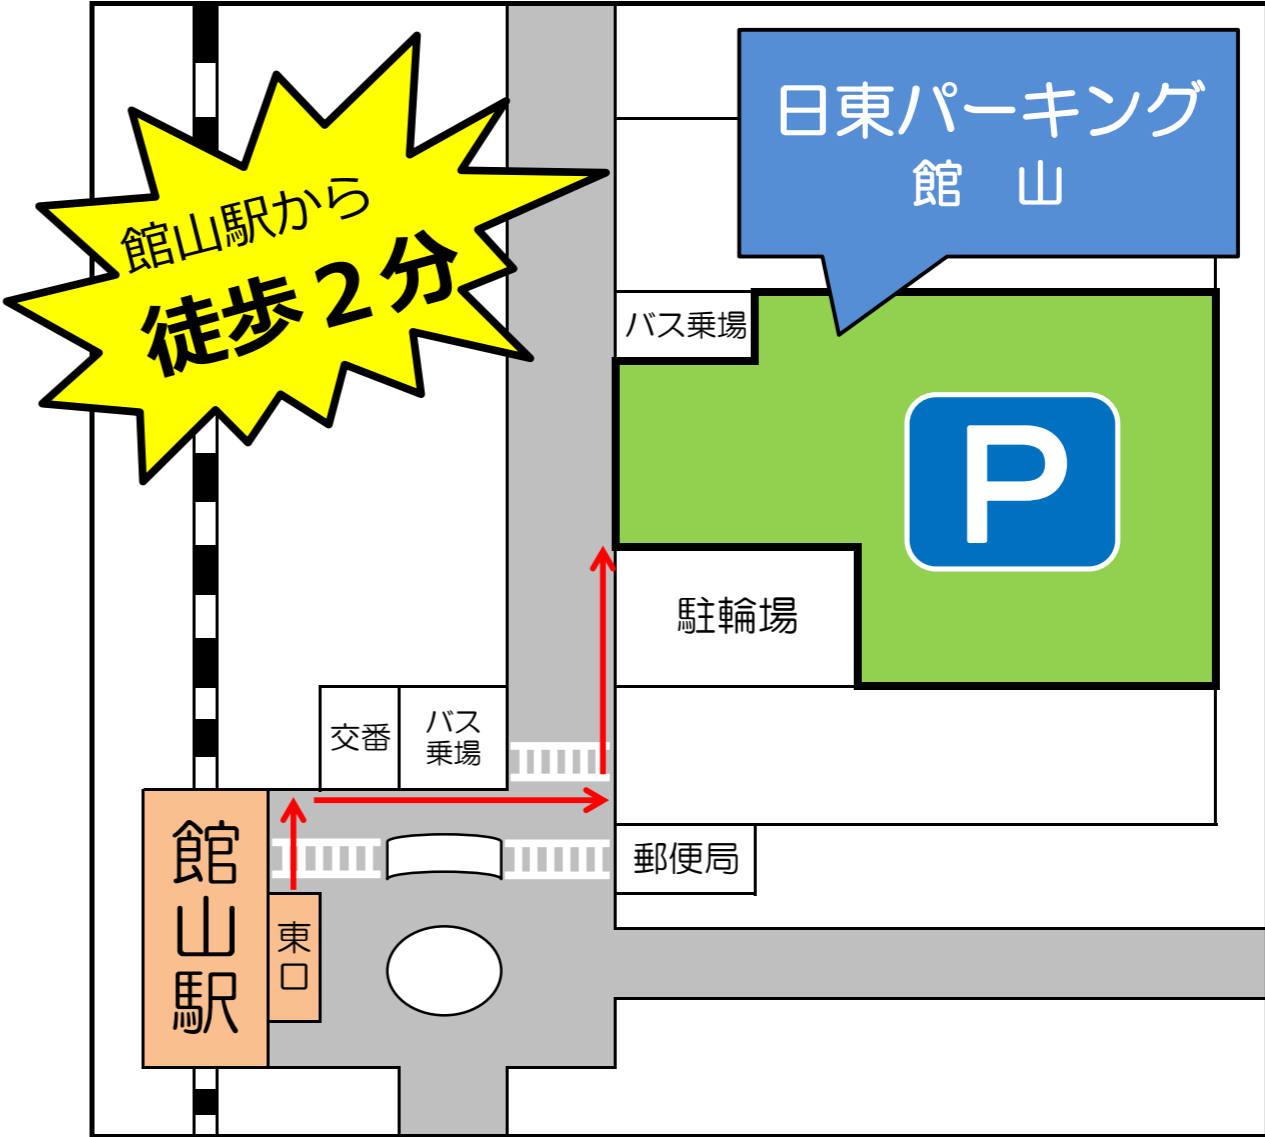 日東パーキング
館　山
館山駅から
徒歩２分
バス乗場
P
駐輪場
交番
バス
乗場
郵便局
館山駅
東口